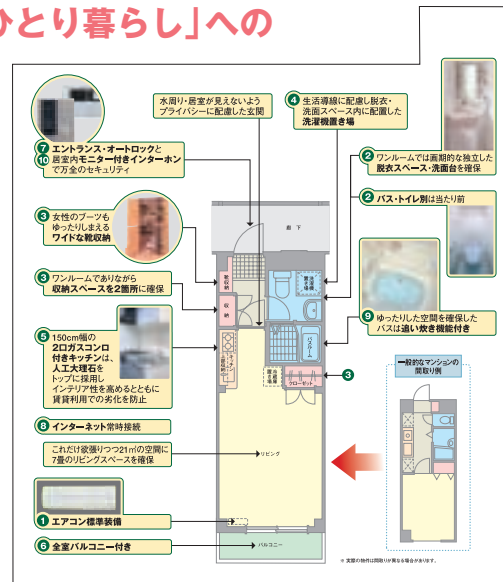 ひとり暮らし」への
水周り・居室が見えないよう
プライバシーに配慮した玄関
4 生活導線に配慮し脱衣・
洗面スペース内に配置した
洗濯機置き場
7 エントランス・オートロックと
10 居室内モニター付きインターホン
で万全のセキュリティ
2 ワンルームでは画期的な独立した
脱衣スペース・洗面台を確保
2 バス・トイレ別は当たり前
3 女性のブーツも
ゆったりしまえる
ワイドな靴収納
廊下
靴収納
洗濯機置き場
3 ワンルームでありながら
収納スペースを2箇所に確保
収納
9 ゆったりした空間を確保した
バスは追い炊き機能付き
5 150cm幅の
2口ガスコンロ
付きキッチンは、
人工大理石を
トップに採用し
インテリア性を高めるとともに
賃貸利用での劣化を防止
キッチン
バスルーム
冷蔵庫置き場
クローゼット
3
一般的なマンションの
間取り例
8 インターネット常時接続
これだけ欲張りつつ21㎡の空間に
7畳のリビングスペースを確保
リビング
1 エアコン標準装備
6 全室バルコニー付き
バルコニー
※ 実際の物件は間取りが異なる場合があります。